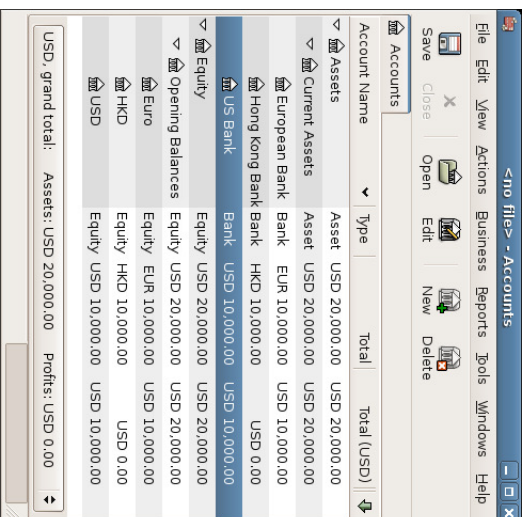 <no file> - Accounts
File Edit View Actions Business Reports Tools Windows Help
Save Close Open Edit New Delete
Accounts
Account Name Type Total Total (USD)
Assets Asset USD 20,000.00 USD 20,000.00
Current Assets Asset USD 20,000.00 USD 20,000.00
European Bank Bank EUR 10,000.00 USD 10,000.00
Hong Kong Bank Bank HKD 10,000.00 USD 0.00
US Bank Bank USD 10,000.00 USD 10,000.00
Equity Equity USD 20,000.00 USD 20,000.00
Opening Balances Equity USD 20,000.00 USD 20,000.00
Euro Equity EUR 10,000.00 USD 10,000.00
HKD Equity HKD 10,000.00 USD 0.00
USD Equity USD 10,000.00 USD 10,000.00
USD, grand total: Assets: USD 20,000.00 Profits: USD 0.00